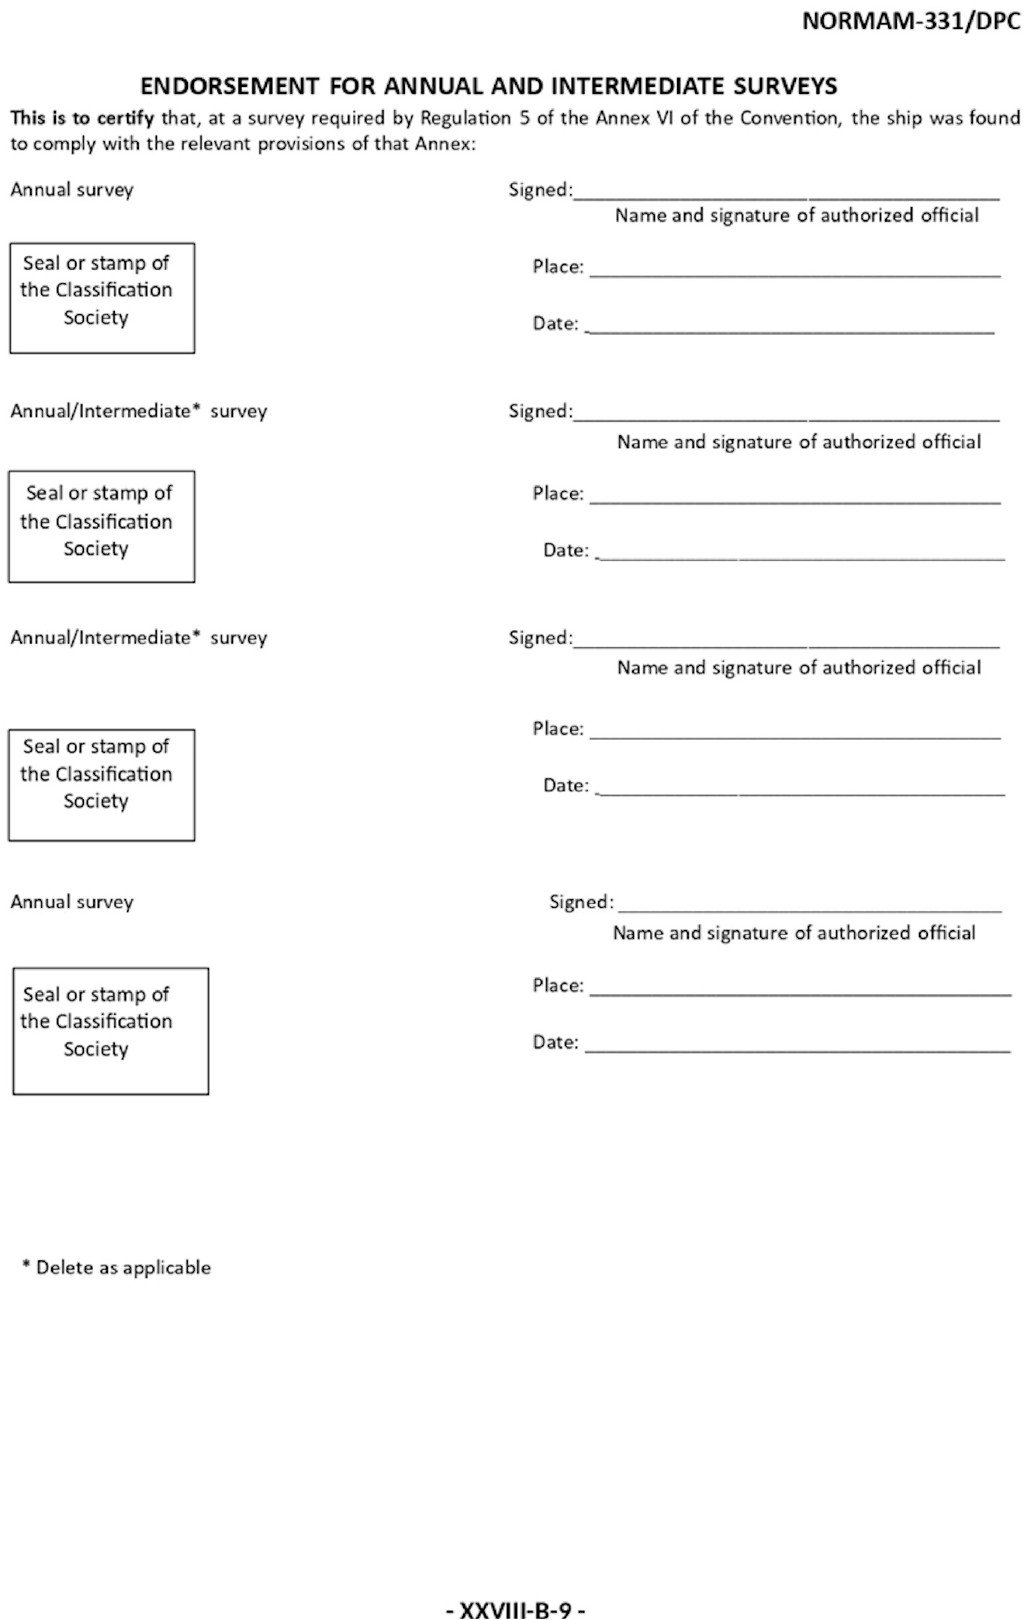 NORMAM-331/DPC
ENDORSEMENT FOR ANNUAL AND INTERMEDIATE SURVEYS
This is to certify that, at a survey required by Regulation 5 of the Annex VI of the Convention, the ship was found
to comply with the relevant provisions of that Annex:
Annual survey
Signed:
Name and signature of authorized official
Seal or stamp of
the Classification
Society
Place:
Date:
Annual/Intermediate* survey
Signed:
Name and signature of authorized official
Seal or stamp of
the Classification
Society
Place:
Date:
Annual/Intermediate* survey
Signed:
Name and signature of authorized official
Seal or stamp of
the Classification
Society
Place:
Date:
Annual survey
Signed:
Name and signature of authorized official
Seal or stamp of
the Classification
Society
Place:
Date:
* Delete as applicable
- XXVIII-B-9 -